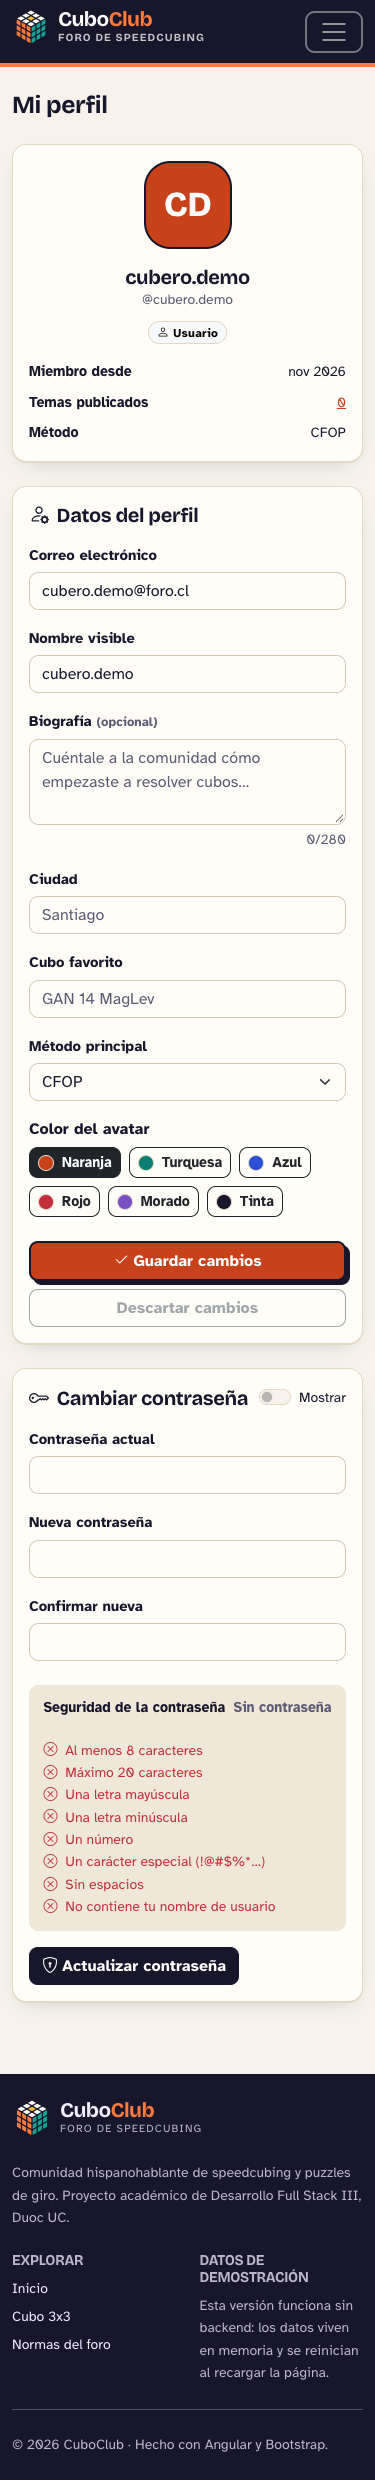 CuboClub
FORO DE SPEEDCUBING
Mi perfil
CD
cubero.demo
@cubero.demo
Usuario
Miembro desde nov 2026
Temas publicados 0
Método CFOP
Datos del perfil
Correo electrónico
cubero.demo@foro.cl
Nombre visible
cubero.demo
Biografía (opcional)
Cuéntale a la comunidad cómo
empezaste a resolver cubos...
0/280
Ciudad
Santiago
Cubo favorito
GAN 14 MagLev
Método principal
CFOP
Color del avatar
Naranja Turquesa Azul
Rojo Morado Tinta
Guardar cambios
Descartar cambios
Cambiar contraseña Mostrar
Contraseña actual
Nueva contraseña
Confirmar nueva
Seguridad de la contraseña Sin contraseña
Al menos 8 caracteres
Máximo 20 caracteres
Una letra mayúscula
Una letra minúscula
Un número
Un carácter especial (!@#$%*...)
Sin espacios
No contiene tu nombre de usuario
Actualizar contraseña
CuboClub
FORO DE SPEEDCUBING
Comunidad hispanohablante de speedcubing y puzzles
de giro. Proyecto académico de Desarrollo Full Stack III,
Duoc UC.
EXPLORAR
Inicio
Cubo 3x3
Normas del foro
DATOS DE
DEMOSTRACIÓN
Esta versión funciona sin
backend: los datos viven
en memoria y se reinician
al recargar la página.
© 2026 CuboClub · Hecho con Angular y Bootstrap.